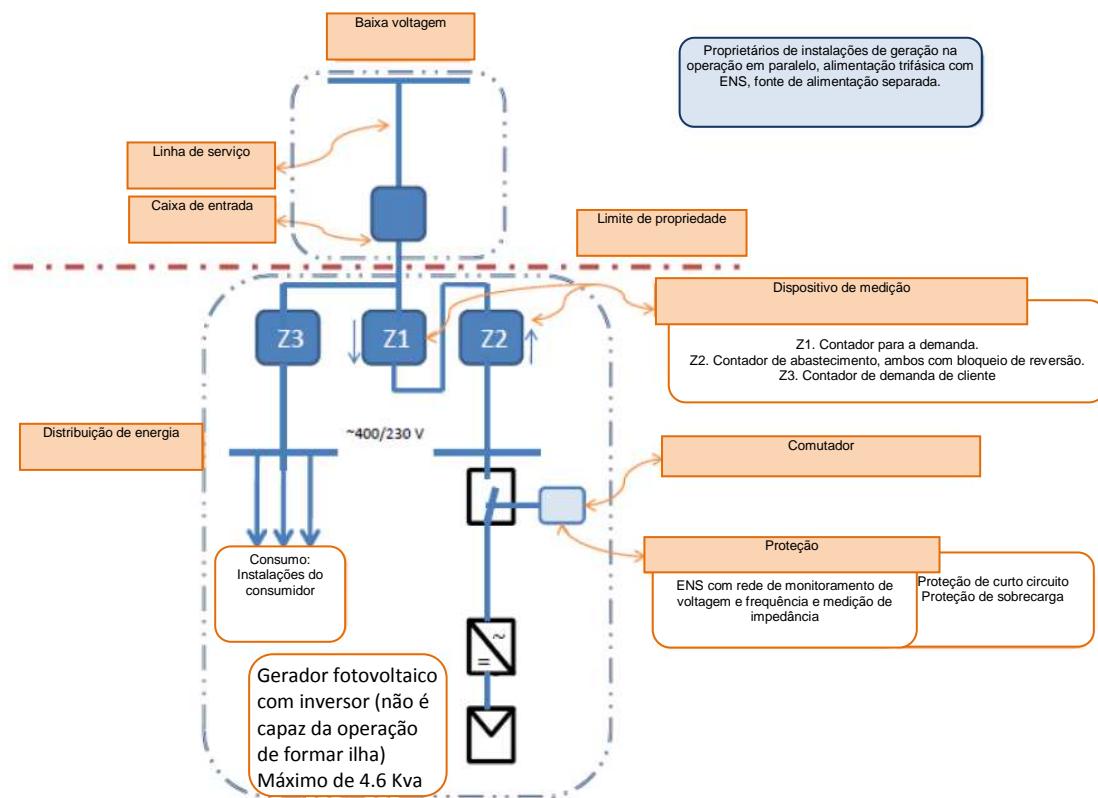 Baixa voltagem
Proprietários de instalações de geração na
operação em paralelo, alimentação trifásica com
ENS, fonte de alimentação separada.
Linha de serviço
Caixa de entrada
Limite de propriedade
Dispositivo de medição
Z1. Contador para a demanda.
Z2. Contador de abastecimento, ambos com bloqueio de reversão.
Z3. Contador de demanda de cliente
Z3
Z1
Z2
Distribuição de energia
~400/230 V
Comutador
Proteção
ENS com rede de monitoramento de
voltagem e frequência e medição de
impedância
Proteção de curto circuito
Proteção de sobrecarga
Consumo:
Instalações do
consumidor
~
=
Gerador fotovoltaico
com inversor (não é
capaz da operação
de formar ilha)
Máximo de 4.6 Kva